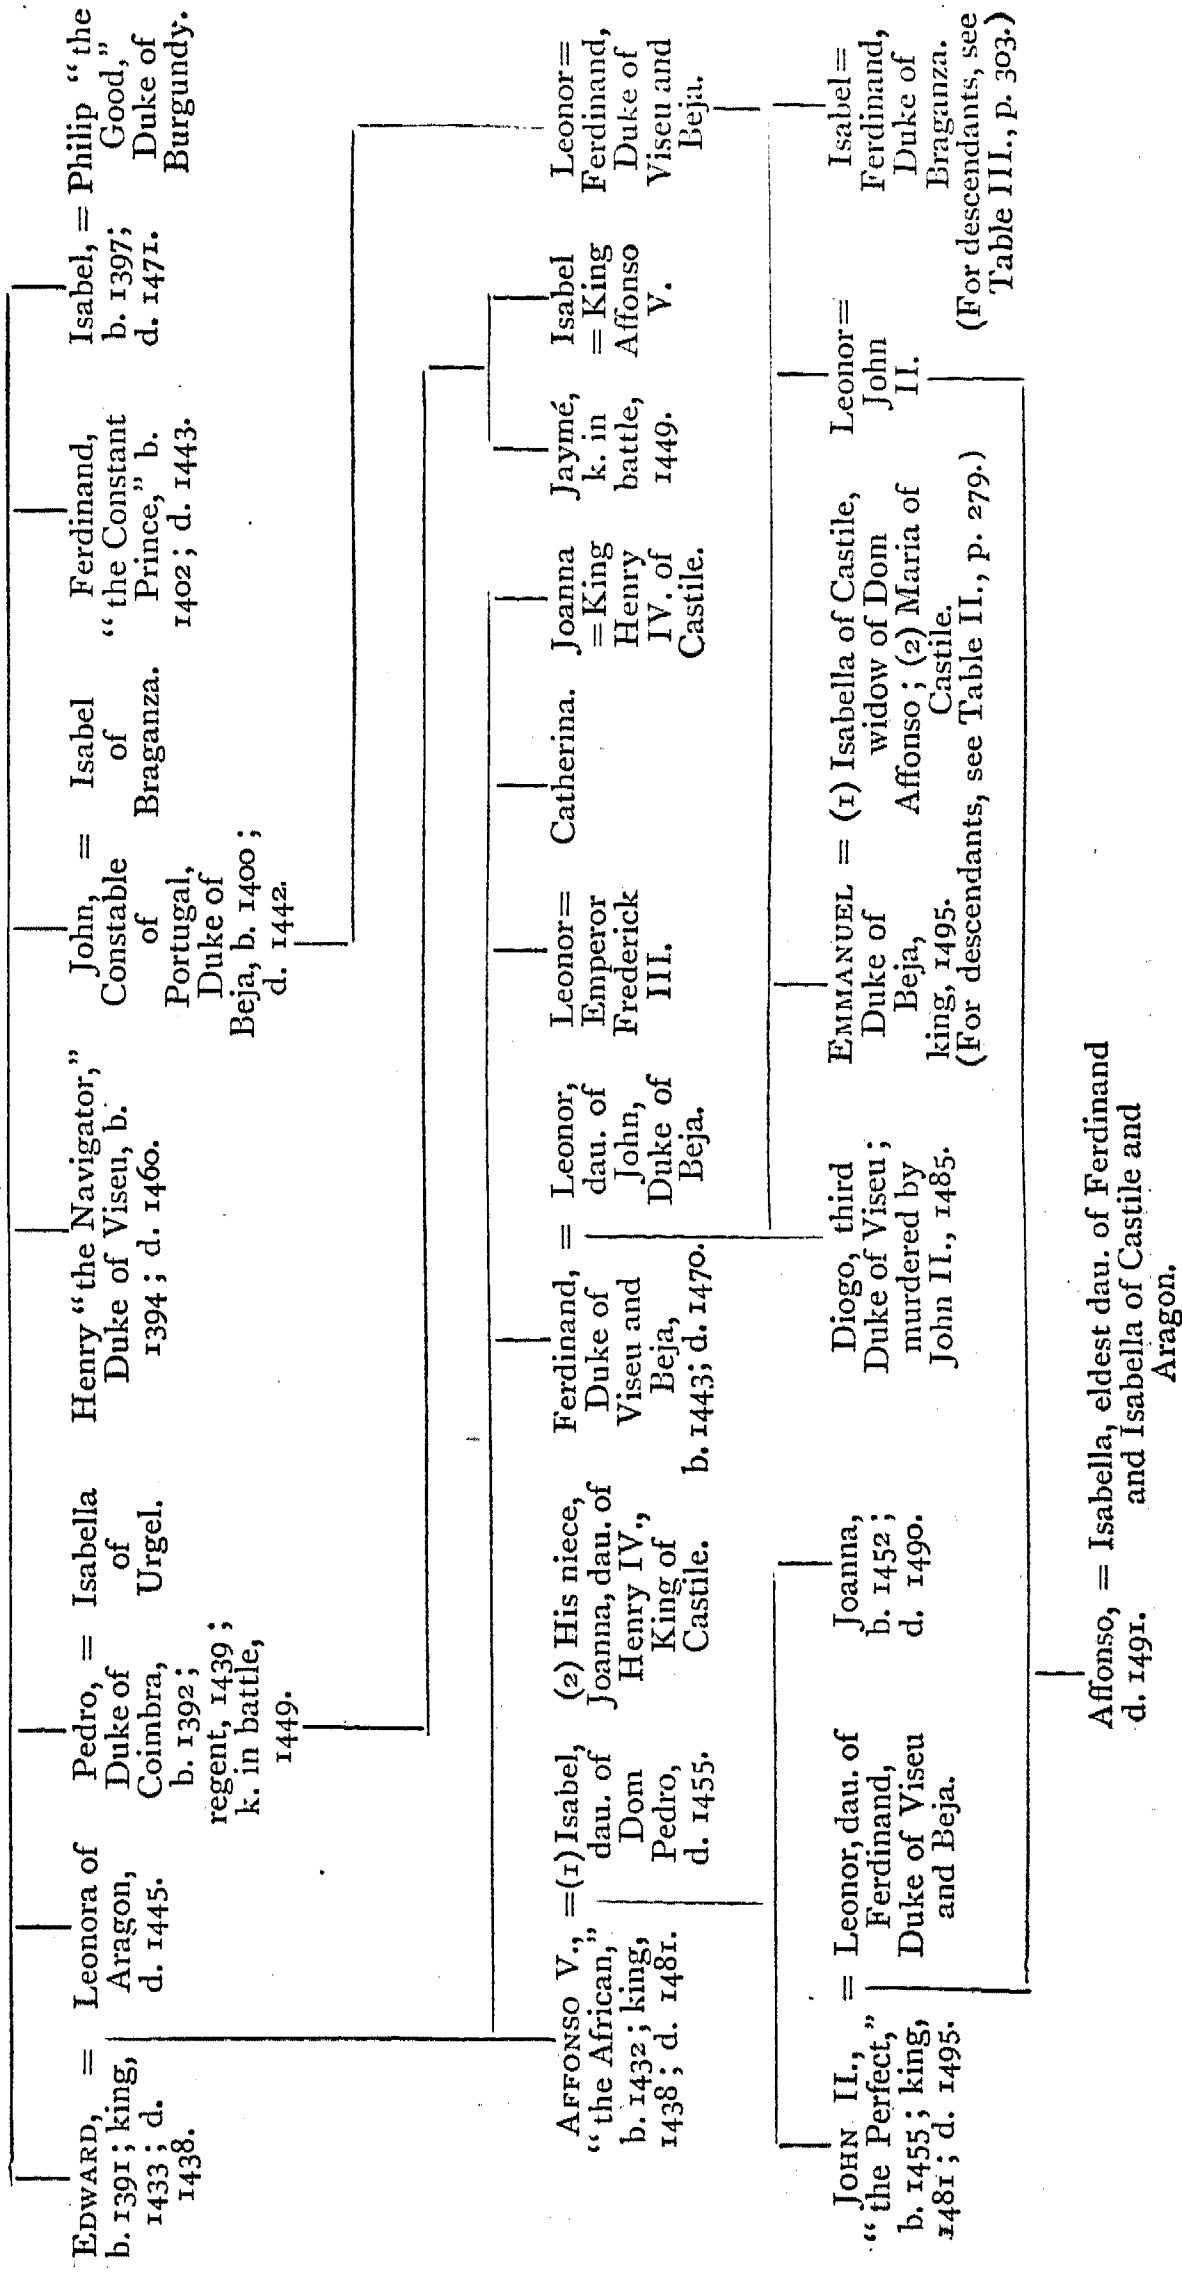 EDWARD, =
b. 1391; king,
1433; d.
1438.
Leonora of
Aragon,
d. 1445.
Pedro, =
Duke of
Coimbra,
b. 1392;
regent, 1439;
k. in battle,
1449.
Isabella
of
Urgel.
Henry “the Navigator,”
Duke of Viseu, b.
1394; d. 1460.
John, =
Constable
of
Portugal,
Duke of
Beja, b. 1400;
d. 1442.
Isabel
of
Braganza.
Ferdinand,
“the Constant
Prince,” b.
1402; d. 1443.
Isabel, =
b. 1397;
d. 1471.
Philip “the
Good,”
Duke of
Burgundy.
AFFONSO V.,
“the African,”
b. 1432; king,
1438; d. 1481.
=(1) Isabel,
dau. of
Dom
Pedro,
d. 1455.
(2) His niece,
Joanna, dau. of
Henry IV.,
King of
Castile.
Ferdinand, =
Duke of
Viseu and
Beja,
b. 1443; d. 1470.
Leonor,
dau. of
John,
Duke of
Beja.
Leonor=
Emperor
Frederick
III.
Catherina.
Joanna
=King
Henry
IV. of
Castile.
Jaymé,
k. in
battle,
1449.
Isabel
=King
Affonso
V.
Leonor=
Ferdinand,
Duke of
Viseu and
Beja.
JOHN II., =
“the Perfect,”
b. 1455; king,
1481; d. 1495.
Leonor, dau. of
Ferdinand,
Duke of Viseu
and Beja.
Joanna,
b. 1452;
d. 1490.
Diogo, third
Duke of Viseu;
murdered by
John II., 1485.
EMMANUEL =
Duke of
Beja,
king, 1495.
(1) Isabella of Castile,
widow of Dom
Affonso; (2) Maria of
Castile.
(For descendants, see Table II., p. 279.)
Leonor=
John
II.
Isabel=
Ferdinand,
Duke of
Braganza.
(For descendants, see
Table III., p. 303.)
Affonso, =
d. 1491.
Isabella, eldest dau. of Ferdinand
and Isabella of Castile and
Aragon.